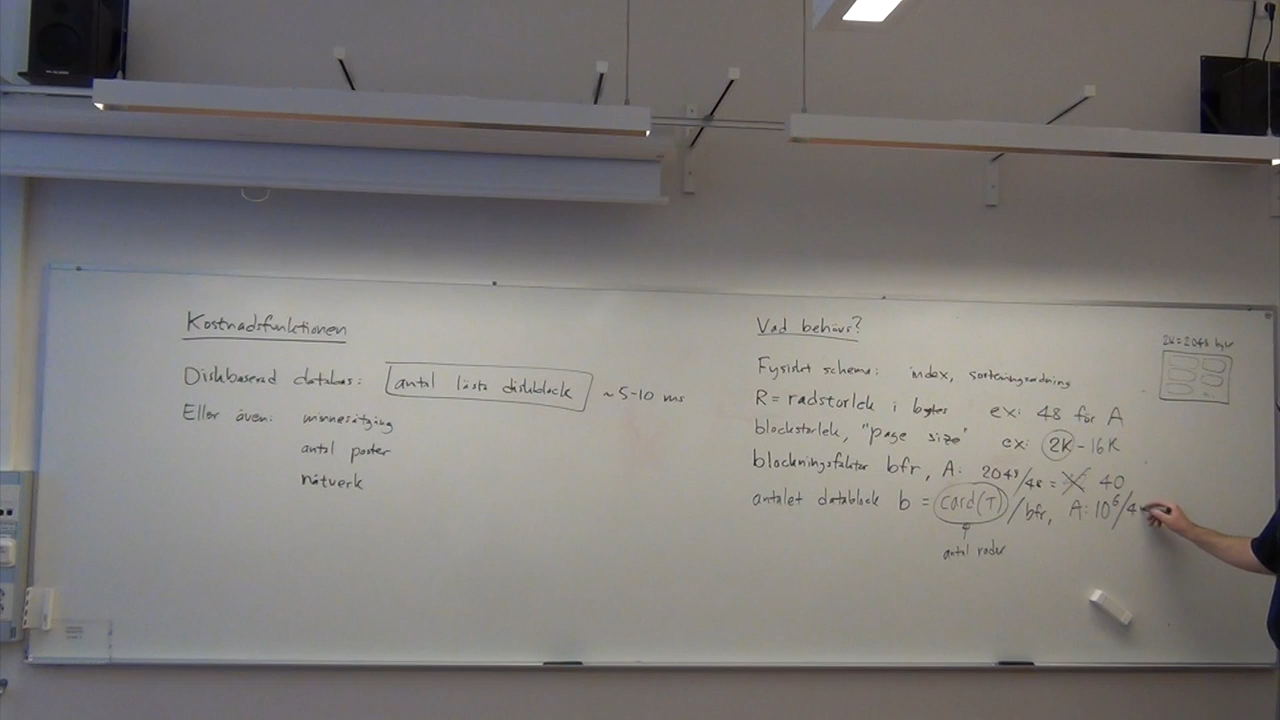 Kostnadsfunktionen
Diskbaserad databas: antal lästa diskblock ~5-10 ms
Eller även: minnesåtgång
antal poster
nätverk
Vad behövs?
Fysiskt schema: index, sorteringsordning
R = radstorlek i bytes ex: 48 för A
blockstorlek, "page size" ex: 2K-16K
blockningsfaktor bfr, A: 2048/48 = 40
antalet datablock b = card(T)/bfr, A: 10^6/4
antal rader
2K=2048 byte